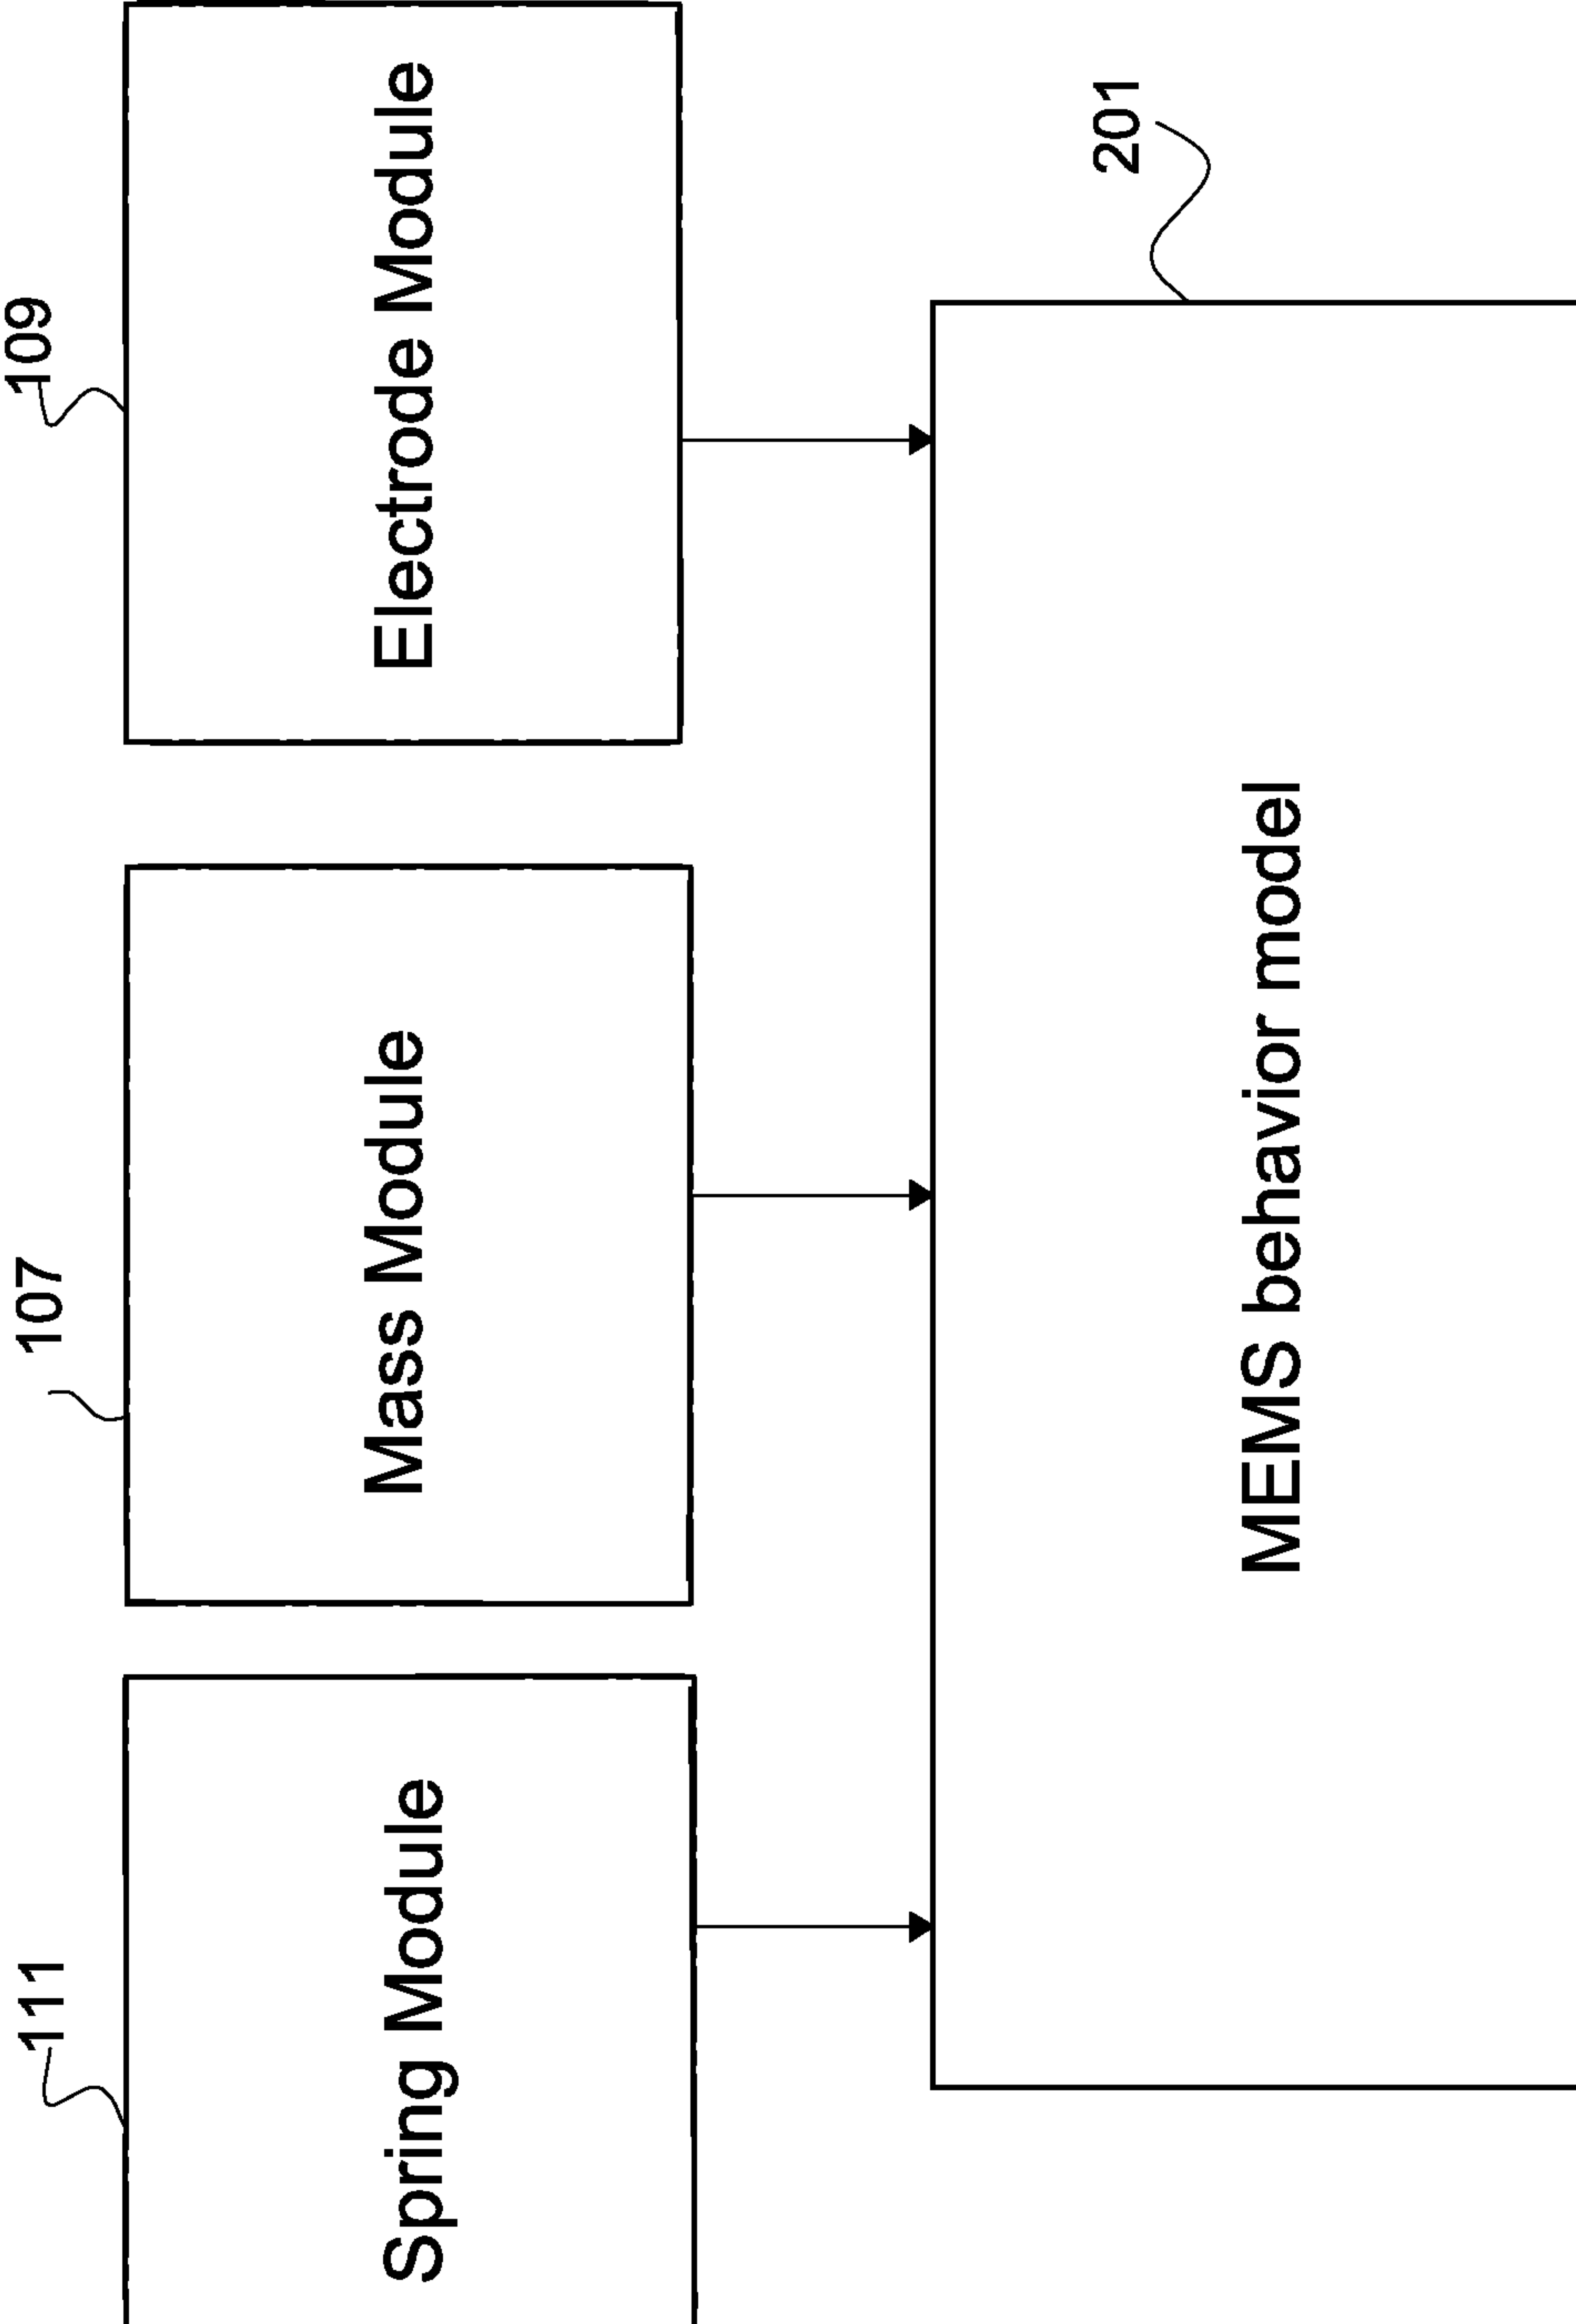 111
107
109
Spring Module
Mass Module
Electrode Module
201
MEMS behavior model